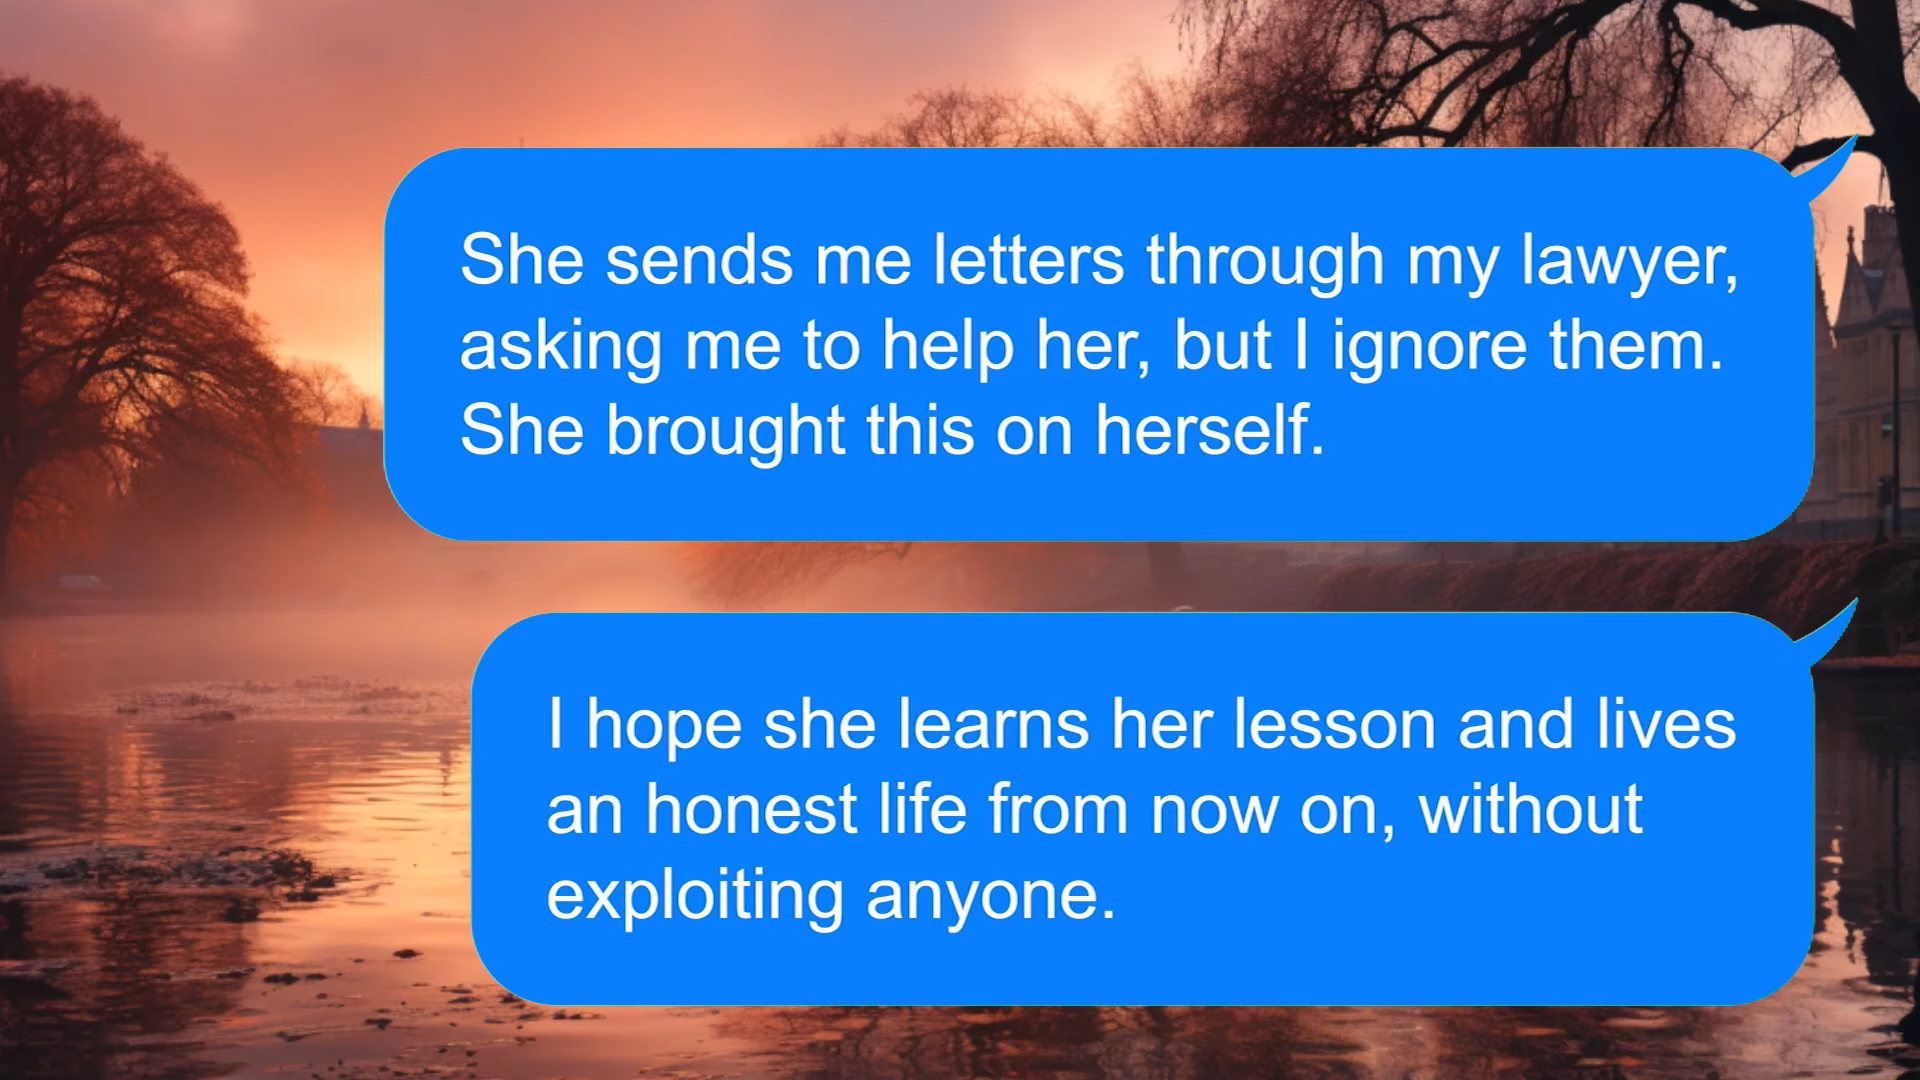 She sends me letters through my lawyer,
asking me to help her, but I ignore them.
She brought this on herself.
I hope she learns her lesson and lives
an honest life from now on, without
exploiting anyone.